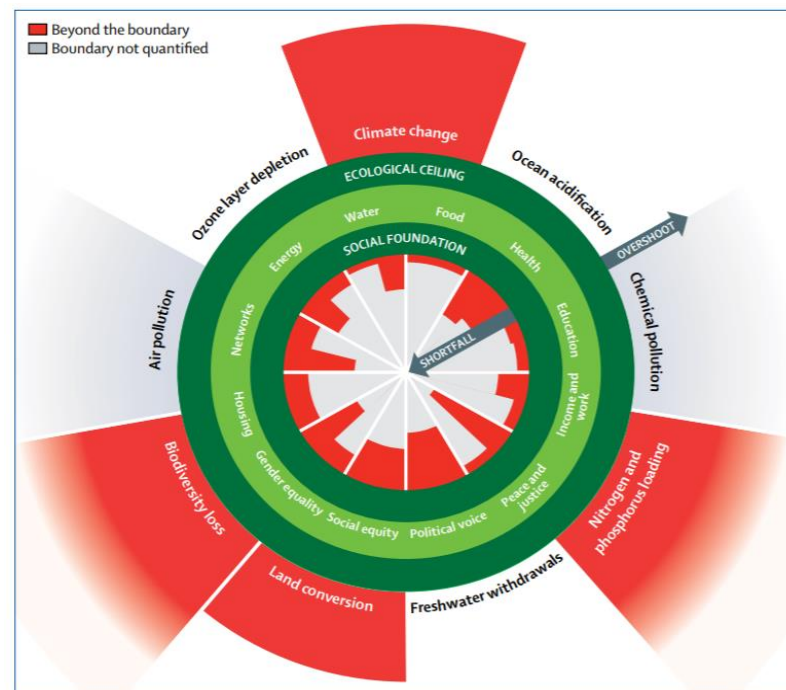 Beyond the boundary
Boundary not quantified
Climate change
Ozone layer depletion
Ocean acidification
ECOLOGICAL CEILING
Water
Food
Energy
Health
SOCIAL FOUNDATION
OVERSHOOT
Air pollution
Networks
SHORTFALL
Education
Chemical pollution
Housing
Income and
work
Gender equality
Social equity
Political voice
Peace and
justice
Biodiversity loss
Nitrogen and
phosphorus loading
Land conversion
Freshwater withdrawals